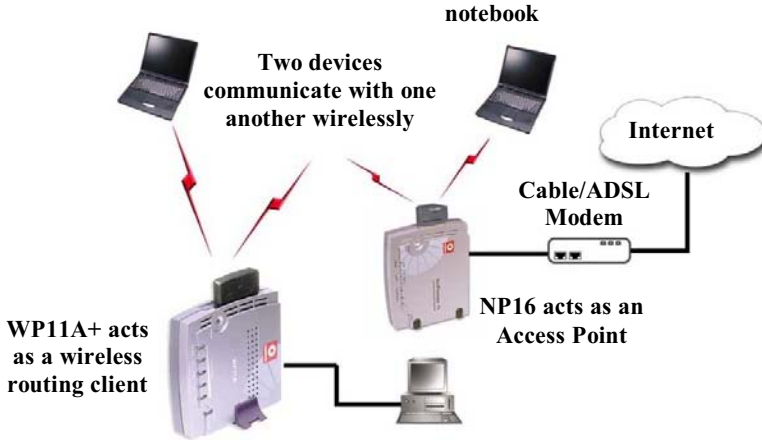 notebook
Two devices
communicate with one
another wirelessly
Internet
Cable/ADSL
Modem
NP16 acts as an
Access Point
WP11A+ acts
as a wireless
routing client